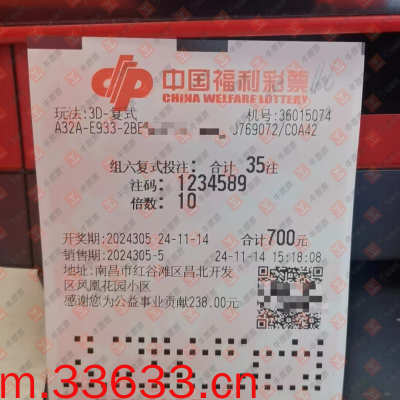 中国福利彩票
CHINA WELFARE LOTTERY
玩法:3D-复式 机号:36015074
A32A-E933-2BE J769072/C0A42
组六复式投注: 合计 35注
注码: 1234589
倍数: 10
开奖期:2024305 24-11-14 合计700元
销售期:2024305-5 24-11-14 15:18:08
地址:南昌市红谷滩区昌北开发
区凤凰花园小区
感谢您为公益事业贡献238.00元
m.33633.cn